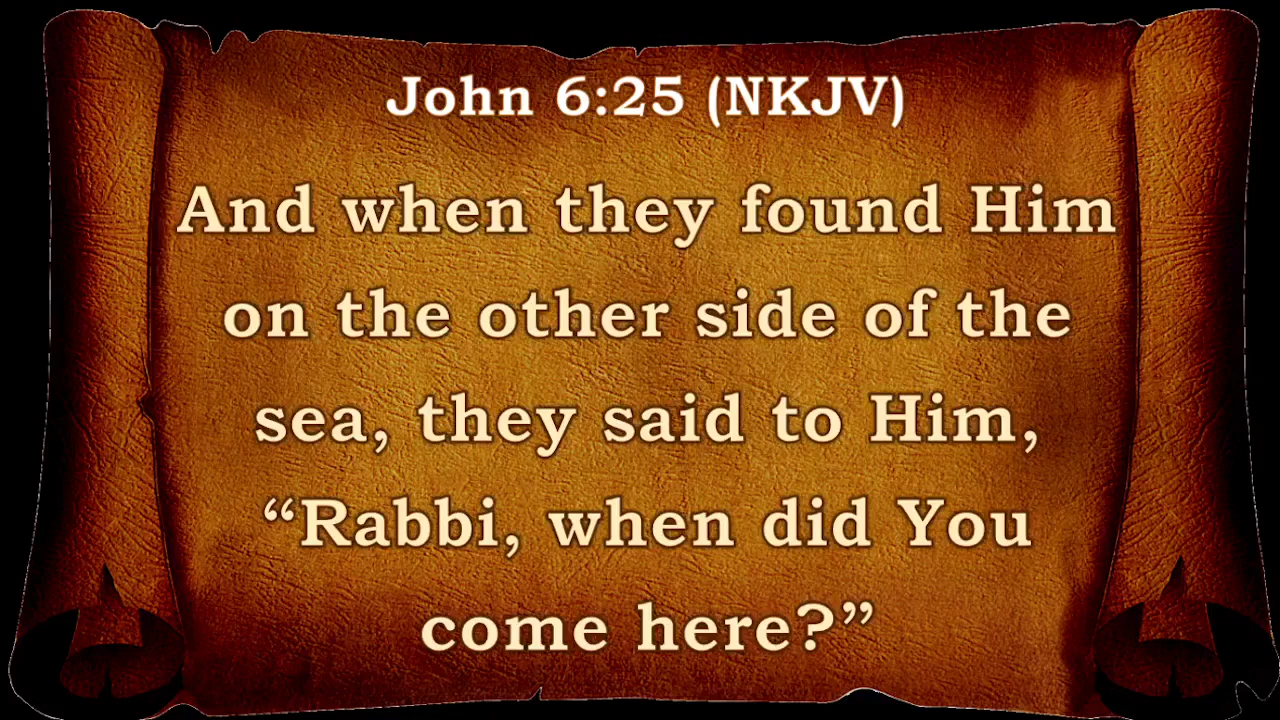 John 6:25 (NKJV)
And when they found Him
on the other side of the
sea, they said to Him,
“Rabbi, when did You
come here?”